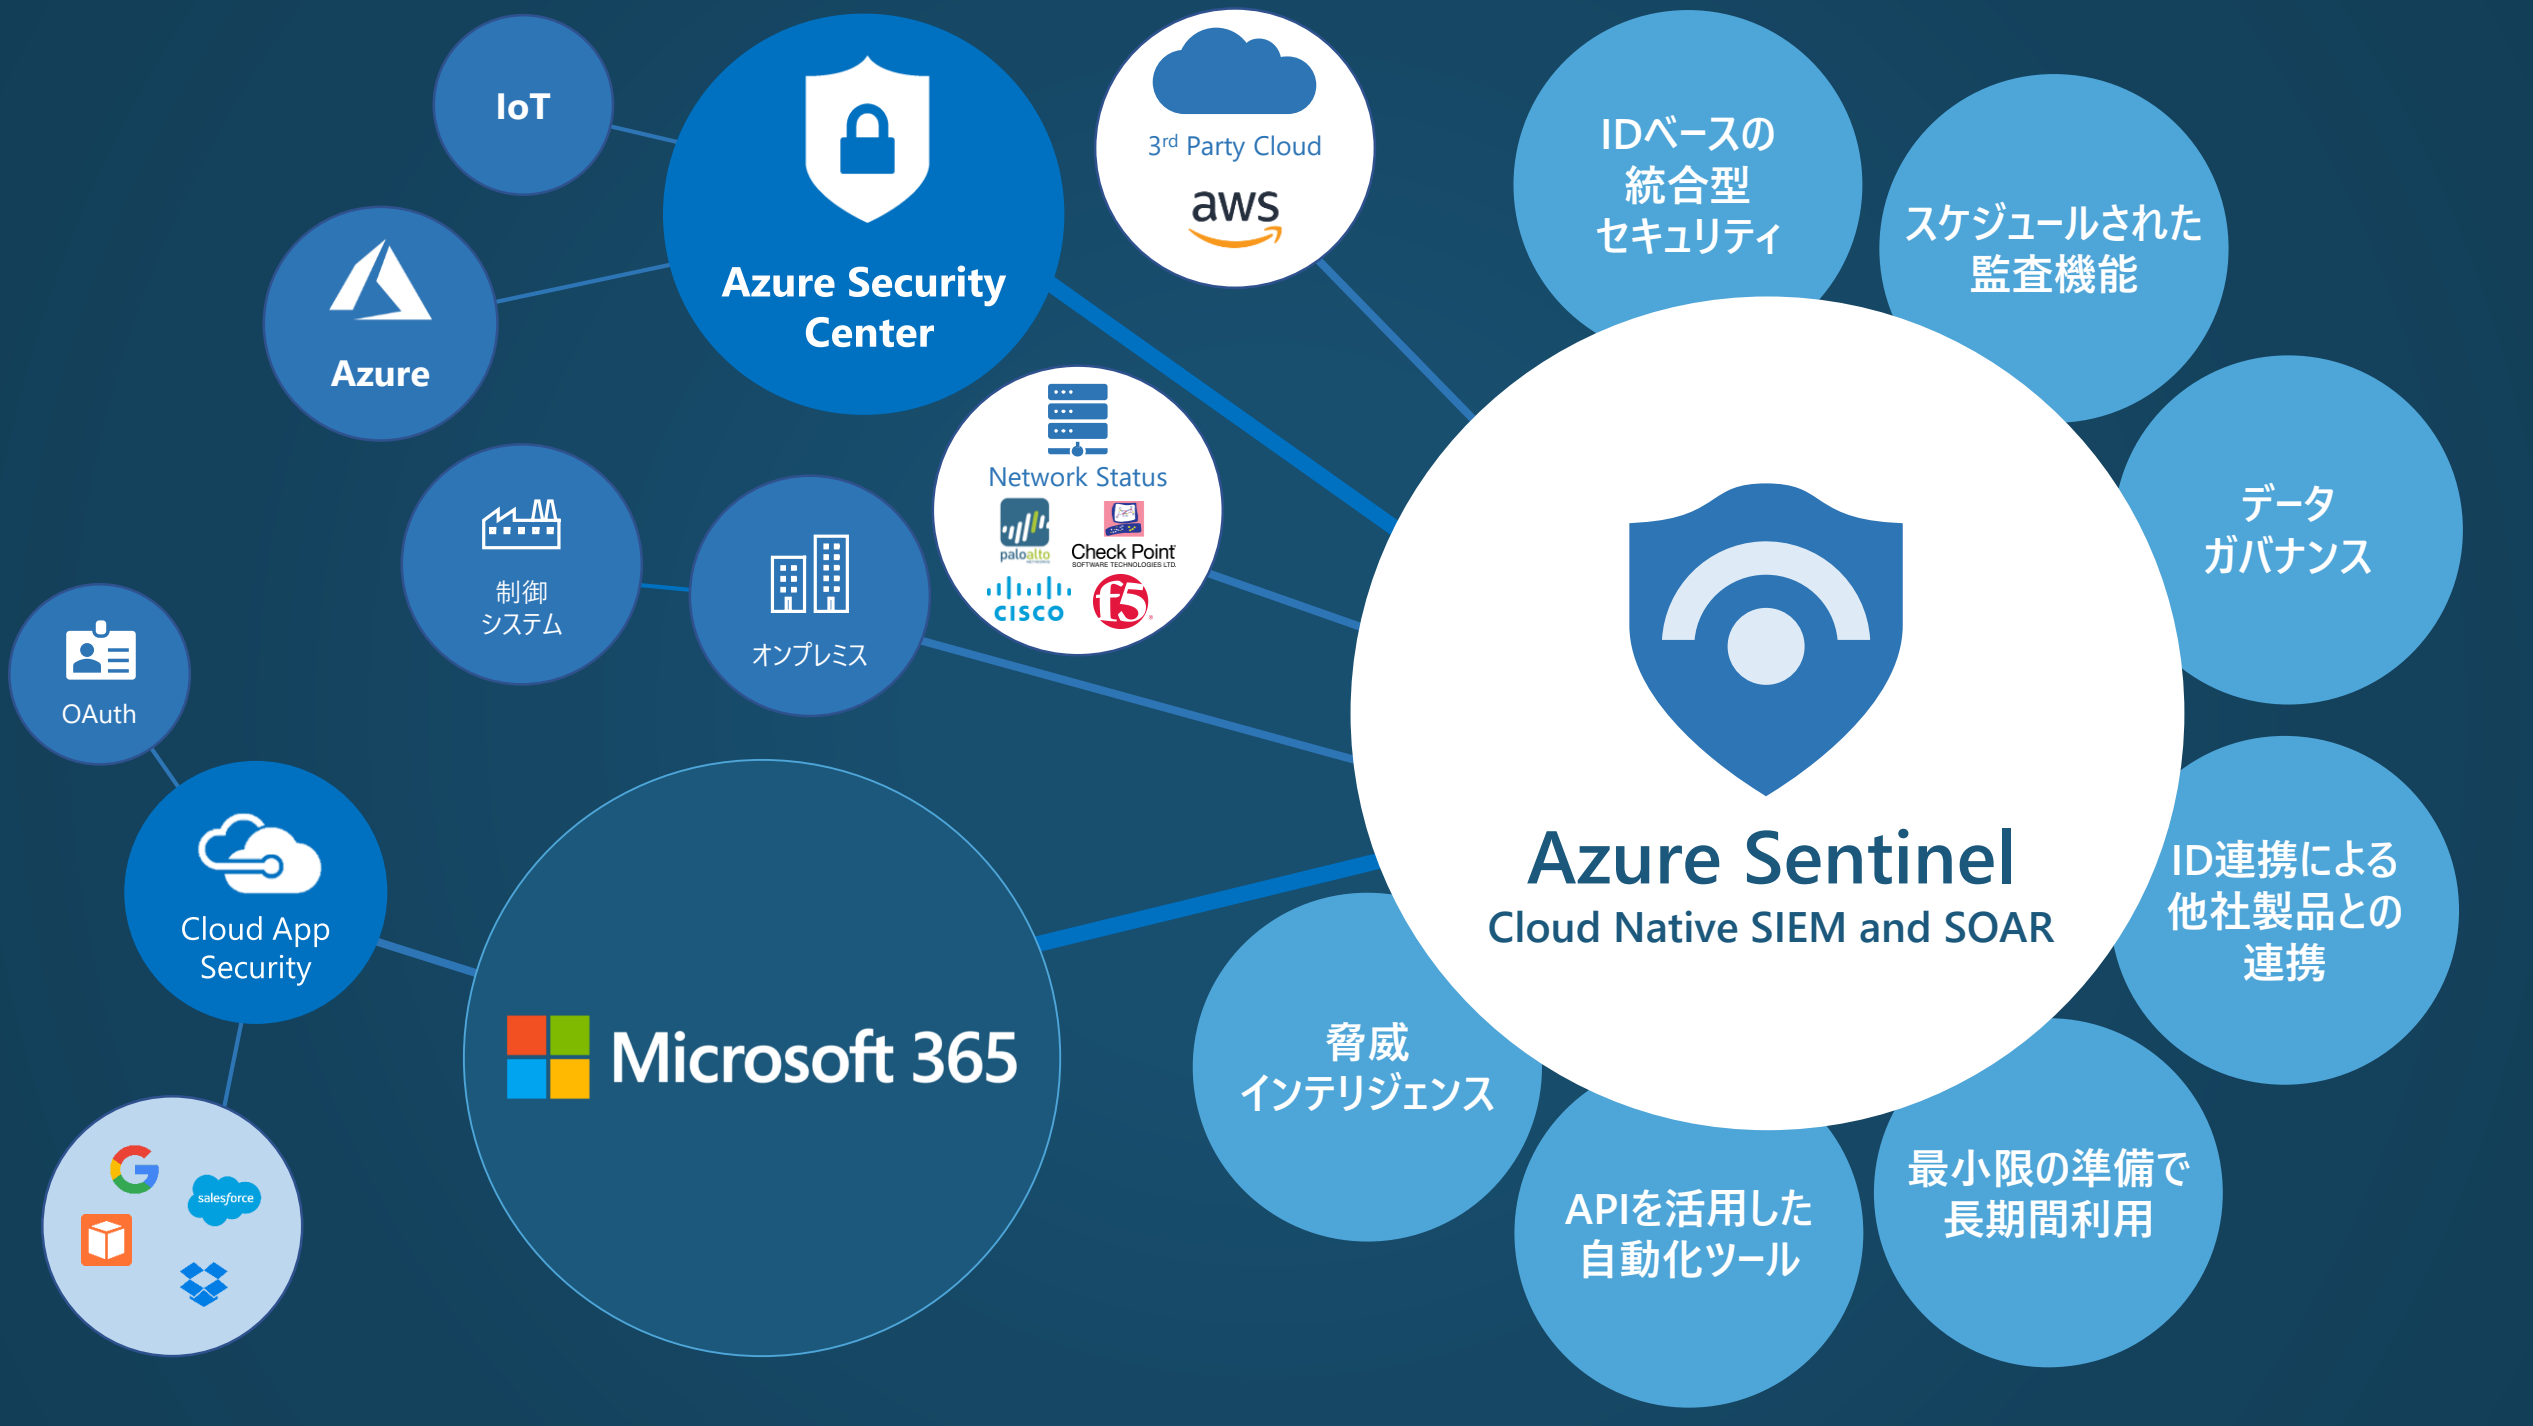 IoT
Azure
Azure Security
Center
3rd Party Cloud
aws
Network Status
paloalto
NETWORKS
Check Point
SOFTWARE TECHNOLOGIES LTD.
CISCO
f5
制御
システム
オンプレミス
OAuth
Cloud App
Security
salesforce
Microsoft 365
Azure Sentinel
Cloud Native SIEM and SOAR
IDベースの
統合型
セキュリティ
スケジュールされた
監査機能
データ
ガバナンス
ID連携による
他社製品との
連携
最小限の準備で
長期間利用
APIを活用した
自動化ツール
脅威
インテリジェンス